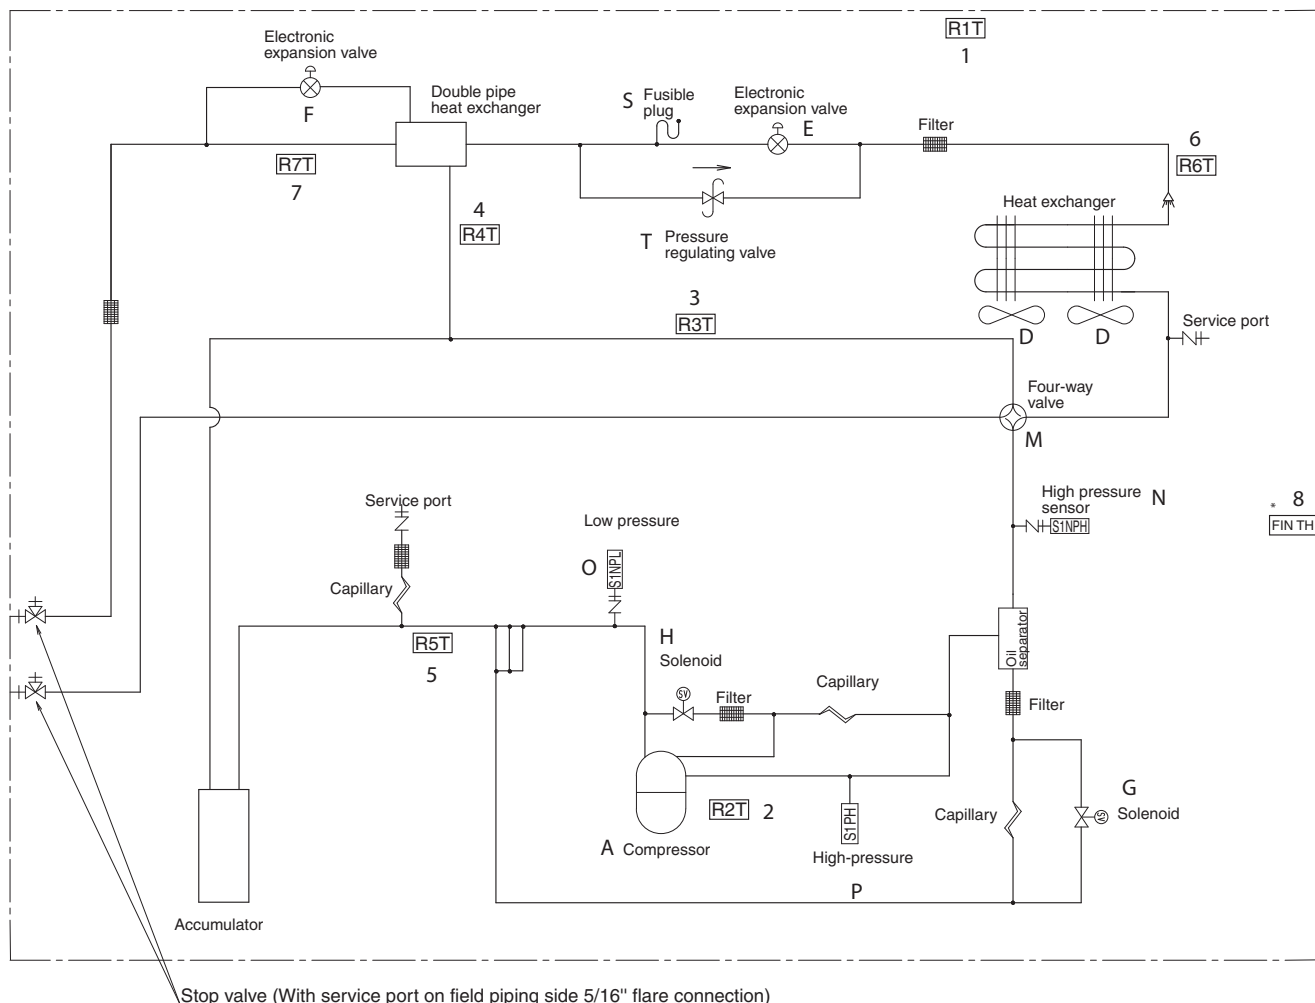 R1T
1
Electronic
expansion valve
F
Double pipe
heat exchanger
S Fusible
plug
Electronic
expansion valve
E
Filter
6
R6T
R7T
7
4
R4T
T Pressure
regulating valve
Heat exchanger
3
R3T
D
D
Service port
Four-way
valve
M
Service port
Low pressure
High pressure
sensor
N
S1NPH
* 8
FIN TH
O
S1NPL
Capillary
R5T
5
H
Solenoid
SV
Filter
Capillary
Oil
separator
Filter
R2T 2
A Compressor
S1PH
High-pressure
P
Capillary
G
Solenoid
SV
Accumulator
Stop valve (With service port on field piping side 5/16" flare connection)